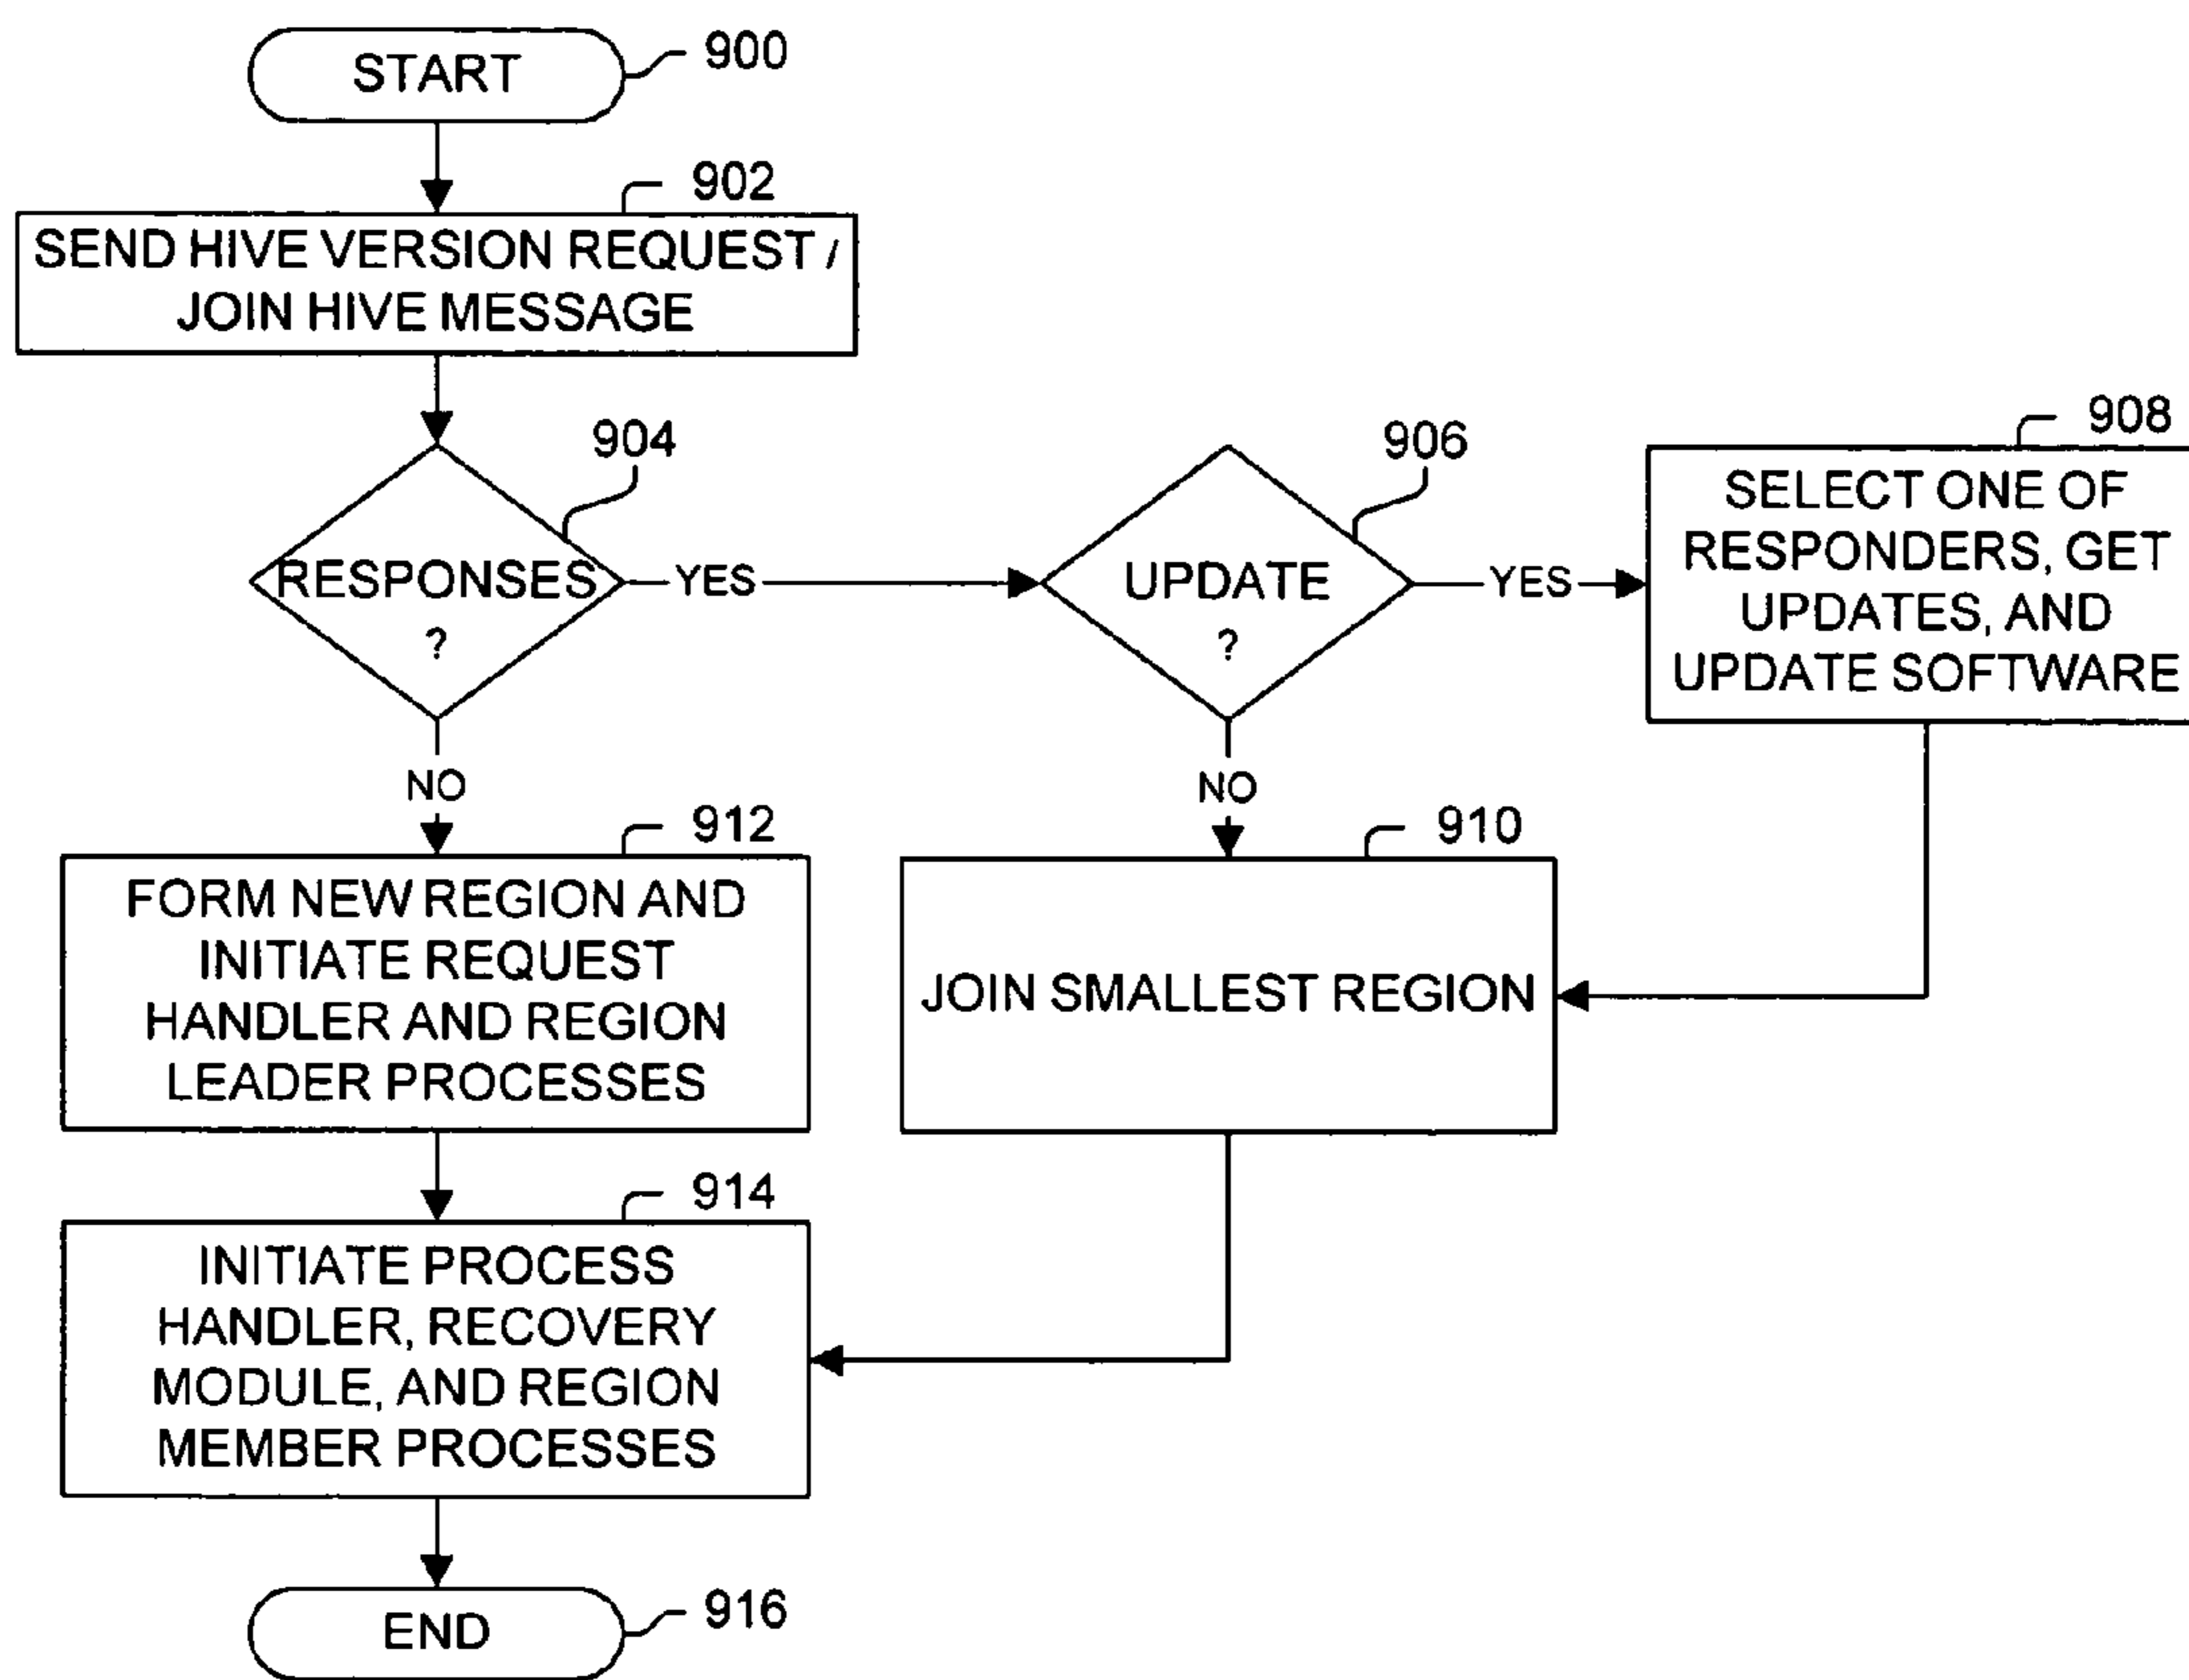 START
900
902
SEND HIVE VERSION REQUEST /
JOIN HIVE MESSAGE
904
RESPONSES
?
YES
NO
906
UPDATE
?
YES
NO
908
SELECT ONE OF
RESPONDERS, GET
UPDATES, AND
UPDATE SOFTWARE
912
FORM NEW REGION AND
INITIATE REQUEST
HANDLER AND REGION
LEADER PROCESSES
910
JOIN SMALLEST REGION
914
INITIATE PROCESS
HANDLER, RECOVERY
MODULE, AND REGION
MEMBER PROCESSES
END
916